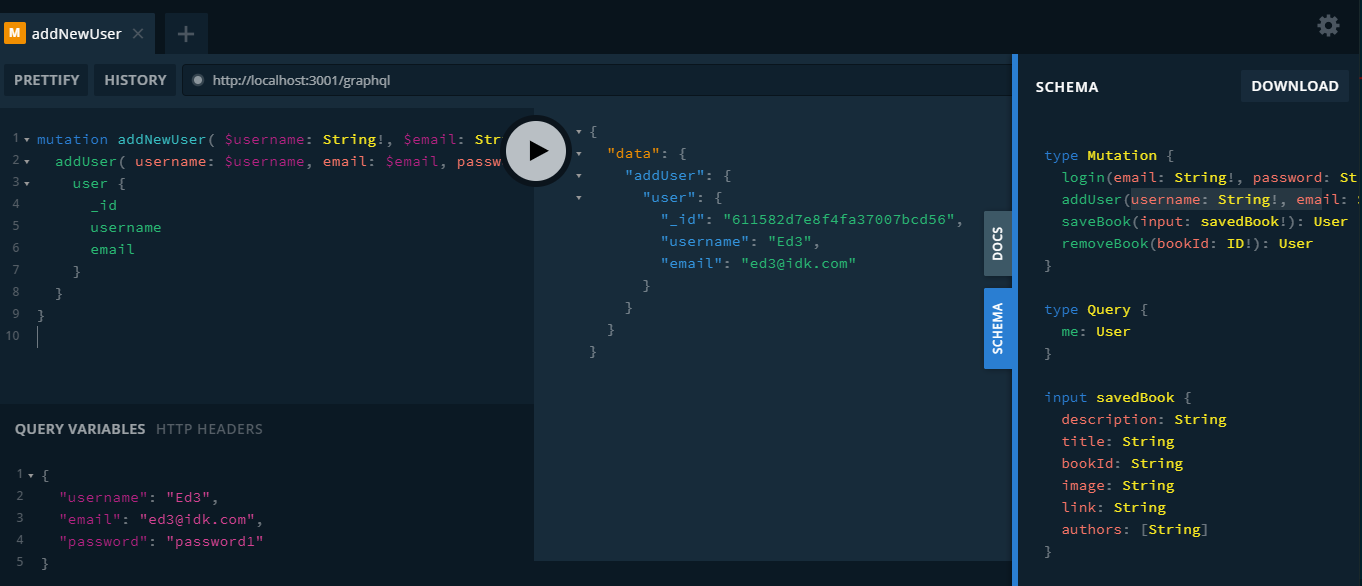 M addNewUser × +
PRETTIFY HISTORY http://localhost:3001/graphql
1 mutation addNewUser( $username: String!, $email: Str
2 addUser( username: $username, email: $email, passw
3 user {
4 _id
5 username
6 email
7 }
8 }
9 }
10
{
"data": {
"addUser": {
"user": {
"_id": "611582d7e8f4fa37007bcd56",
"username": "Ed3",
"email": "ed3@idk.com"
}
}
}
}
QUERY VARIABLES HTTP HEADERS
1 {
2 "username": "Ed3",
3 "email": "ed3@idk.com",
4 "password": "password1"
5 }
DOCS
SCHEMA
SCHEMA DOWNLOAD
type Mutation {
login(email: String!, password: St
addUser(username: String!, email:
saveBook(input: savedBook!): User
removeBook(bookId: ID!): User
}
type Query {
me: User
}
input savedBook {
description: String
title: String
bookId: String
image: String
link: String
authors: [String]
}